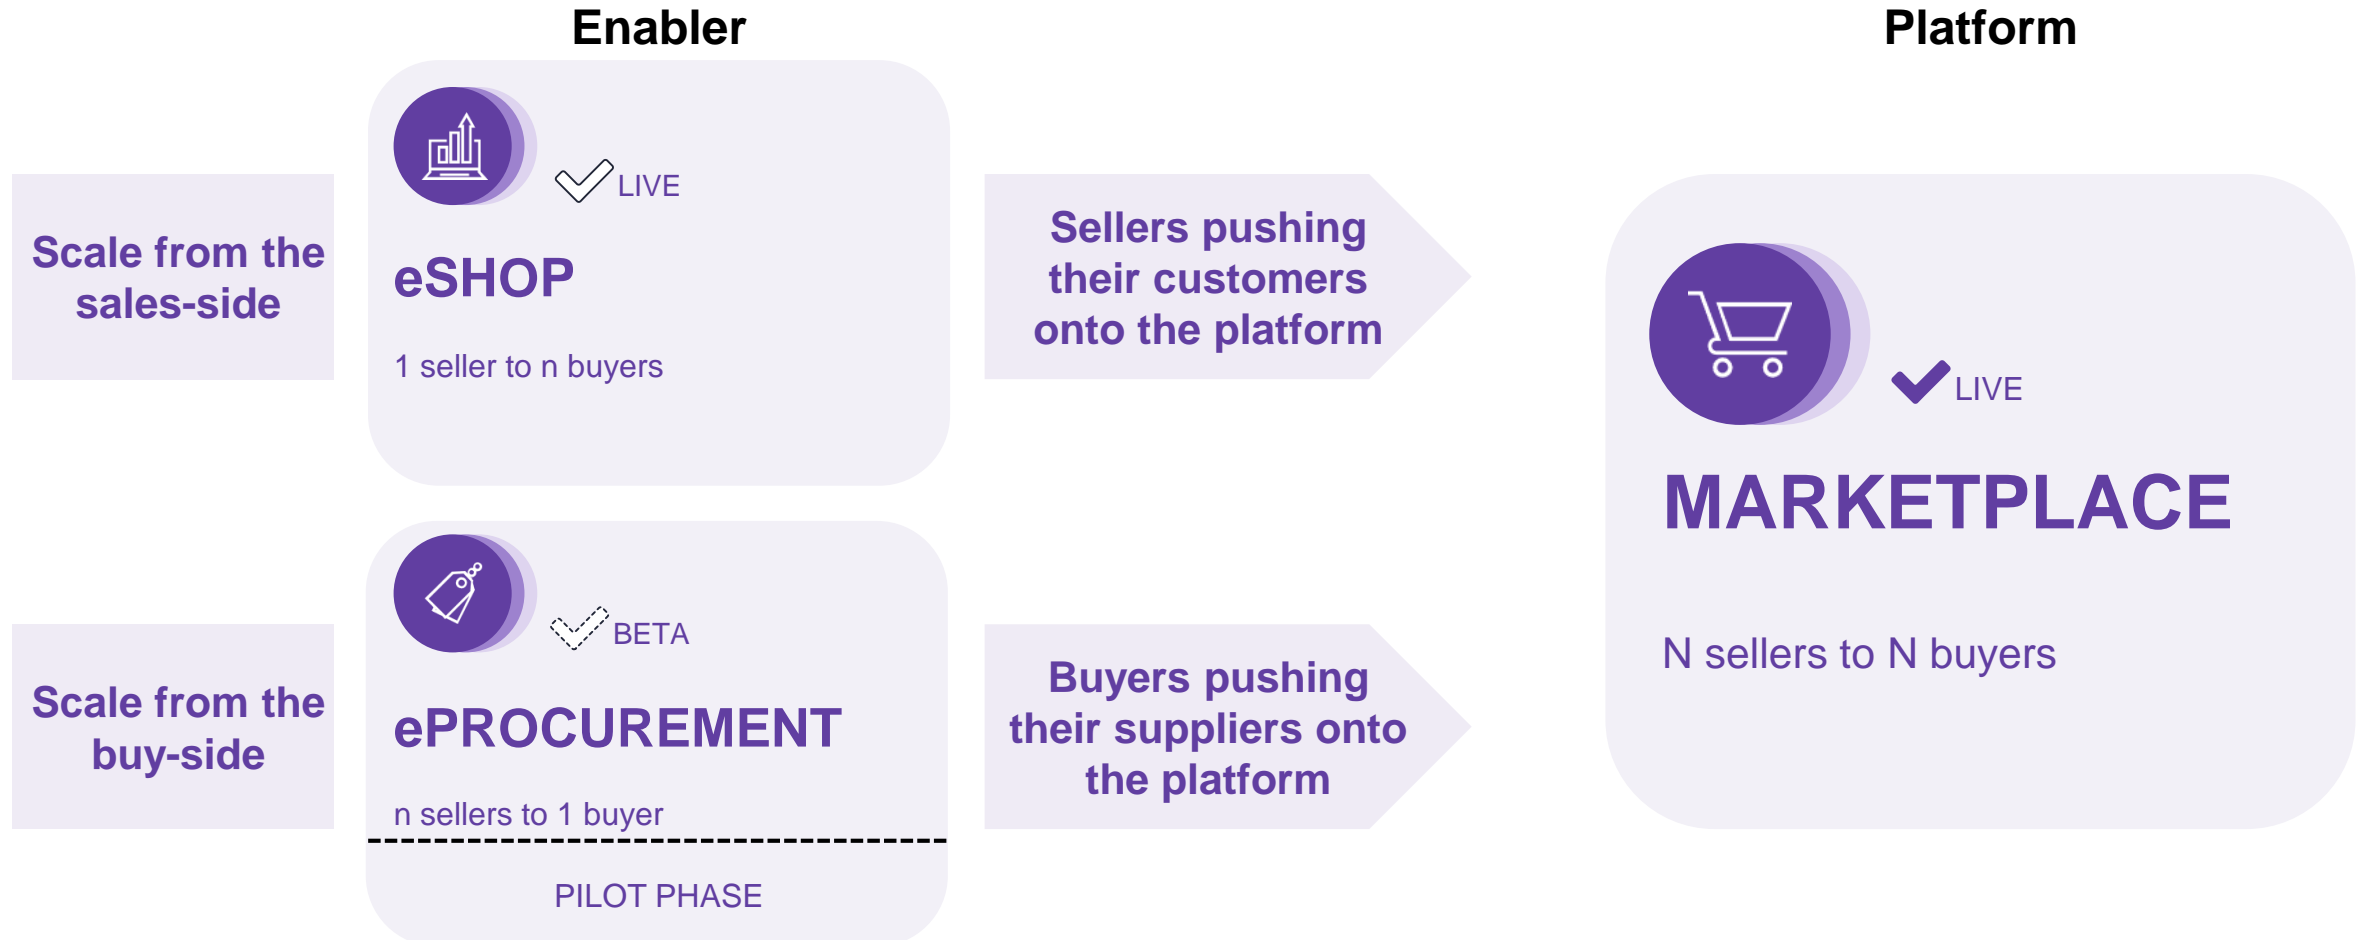 Enabler
Platform
Scale from the
sales-side
LIVE
eSHOP
1 seller to n buyers
Sellers pushing
their customers
onto the platform
Scale from the
buy-side
BETA
ePROCUREMENT
n sellers to 1 buyer
PILOT PHASE
Buyers pushing
their suppliers onto
the platform
LIVE
MARKETPLACE
N sellers to N buyers